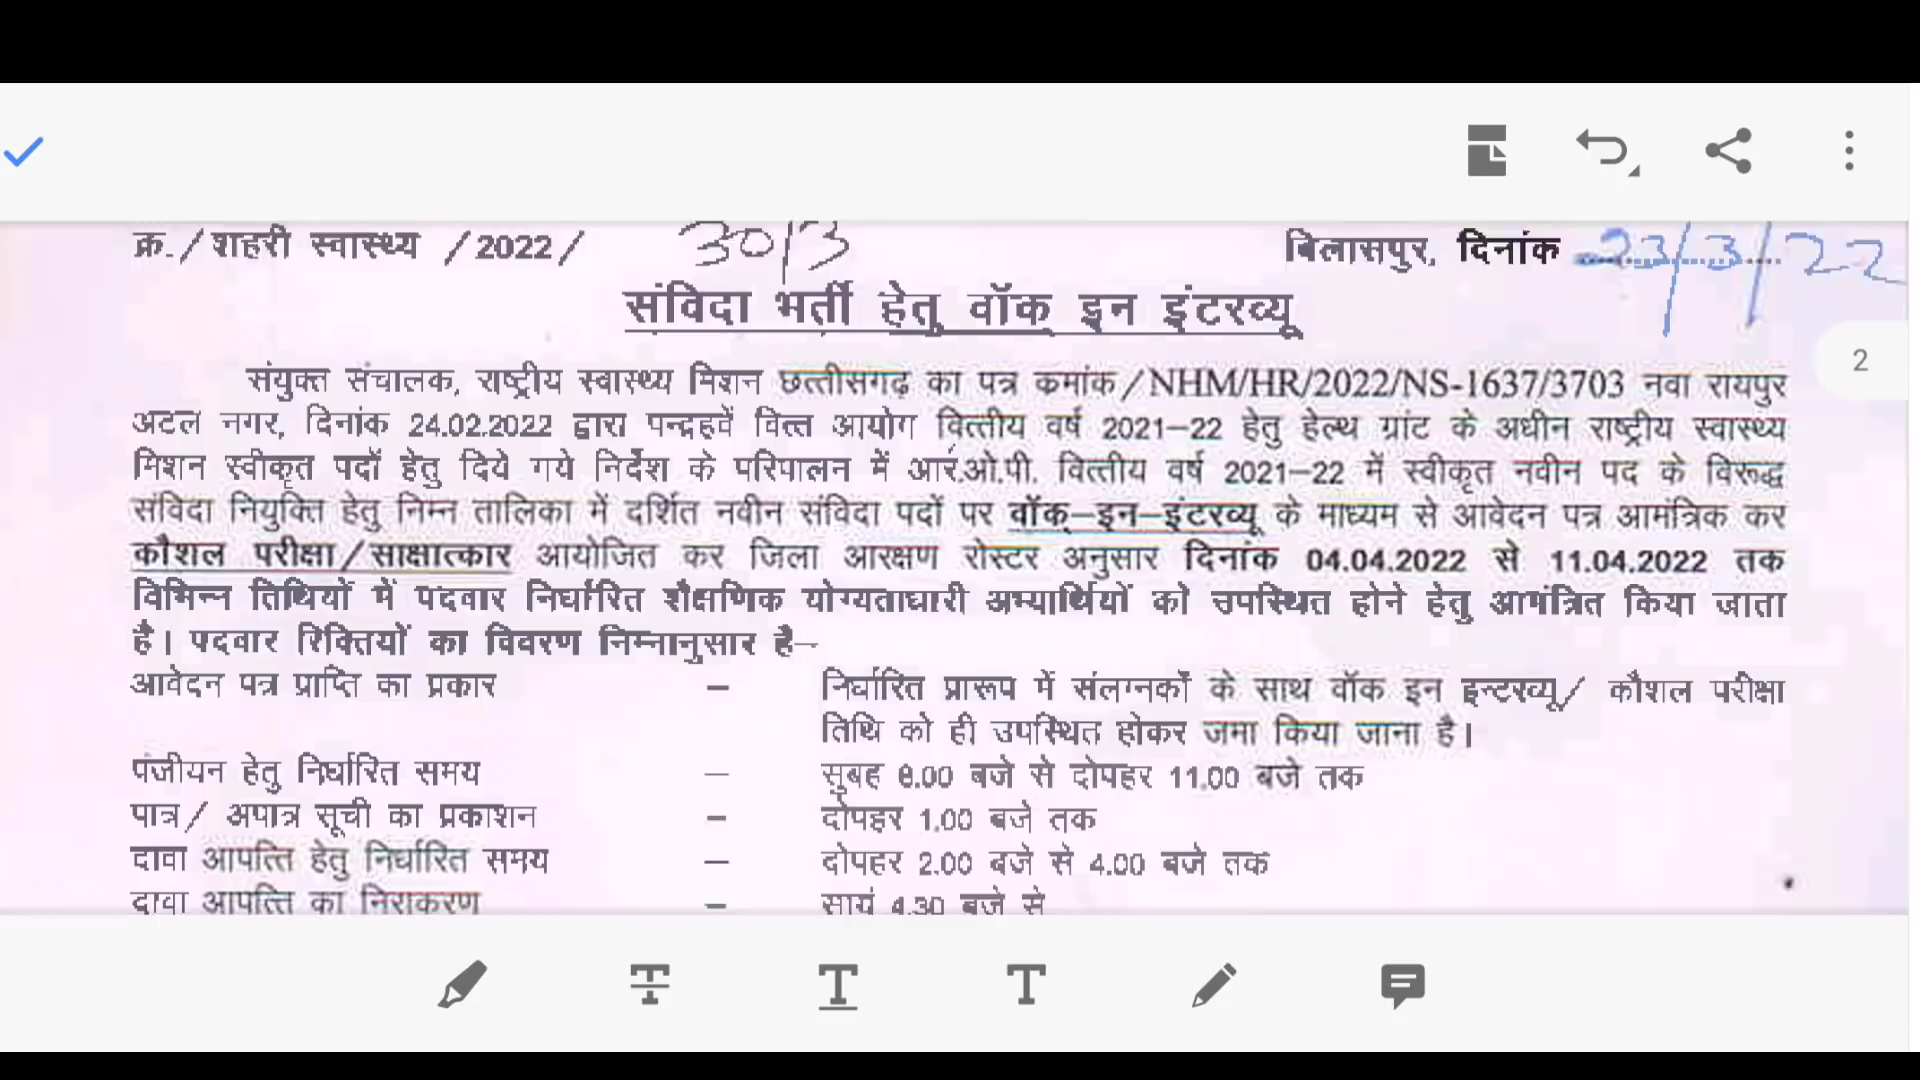 क्र./शहरी स्वास्थ्य /2022/ 3013 बिलासपुर, दिनांक 23/3/22
संविदा भर्ती हेतु वॉक इन इंटरव्यू
2
संयुक्त संचालक, राष्ट्रीय स्वास्थ्य मिशन छत्तीसगढ़ का पत्र कमांक/NHM/HR/2022/NS-1637/3703 नवा रायपुर
अटल नगर, दिनांक 24.02.2022 द्वारा पन्द्रहवें वित्त आयोग वित्तीय वर्ष 2021–22 हेतु हेल्थ ग्रांट के अधीन राष्ट्रीय स्वास्थ्य
मिशन स्वीकृत पदों हेतु दिये गये निर्देश के परिपालन में आर.ओ.पी. वित्तीय वर्ष 2021–22 में स्वीकृत नवीन पद के विरूद्ध
संविदा नियुक्ति हेतु निम्न तालिका में दर्शित नवीन संविदा पदों पर वॉक्–इन–इंटरव्यू के माध्यम से आवेदन पत्र आमंत्रिक कर
कौशल परीक्षा/साक्षात्कार आयोजित कर जिला आरक्षण रोस्टर अनुसार दिनांक 04.04.2022 से 11.04.2022 तक
विभिन्न तिथियों में पदवार निर्धारित शैक्षणिक योग्यताधारी अभ्यार्थियों को उपस्थित होने हेतु आमंत्रित किया जाता
है। पदवार रिक्तियों का विवरण निम्नानुसार है–
आवेदन पत्र प्राप्ति का प्रकार – निर्धारित प्रारूप में संलग्नकों के साथ वॉक इन इन्टरव्यू/ कौशल परीक्षा
तिथि को ही उपस्थित होकर जमा किया जाना है।
पंजीयन हेतु निर्धारित समय – सुबह 8.00 बजे से दोपहर 11.00 बजे तक
पात्र/ अपात्र सूची का प्रकाशन – दोपहर 1.00 बजे तक
दावा आपत्ति हेतु निर्धारित समय – दोपहर 2.00 बजे से 4.00 बजे तक
दावा आपत्ति का निराकरण – सायं 4.30 बजे से